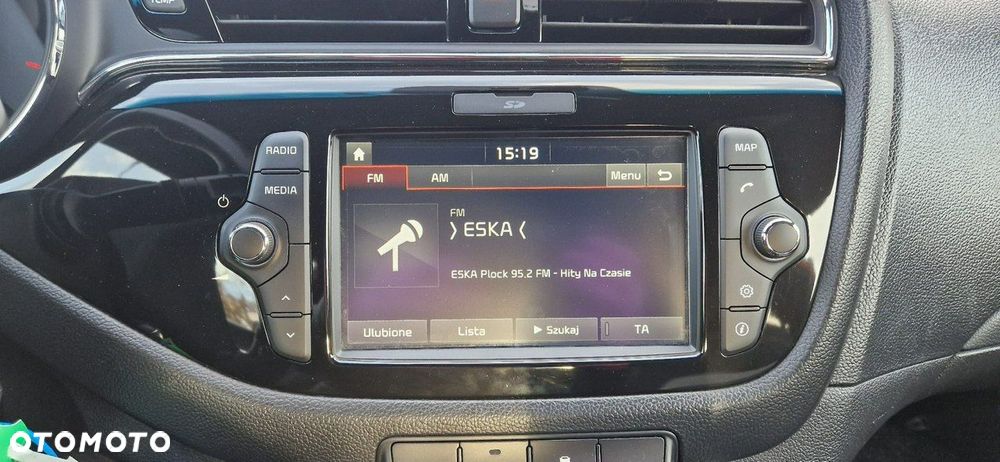 TEMP
SD
RADIO
MEDIA
15:19
FM
AM
Menu
FM
⟩ ESKA ⟨
ESKA Plock 95.2 FM - Hity Na Czasie
Ulubione
Lista
▶ Szukaj
TA
MAP
OTOMOTO